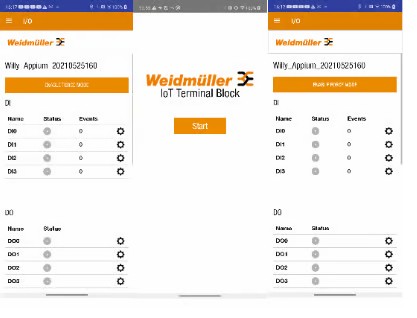 I/O
Weidmüller
Willy_Appium_20210525160
DI
Name Status Events
DI0 0
DI1 0
DI2 0
DI3 0
DO
Name Status
DO0
DO1
DO2
DO3
Weidmüller
IoT Terminal Block
Start
I/O
Weidmüller
Willy_Appium_20210525160
DI
Name Status Events
DI0 0
DI1 0
DI2 0
DI3 0
DO
Name Status
DO0
DO1
DO2
DO3